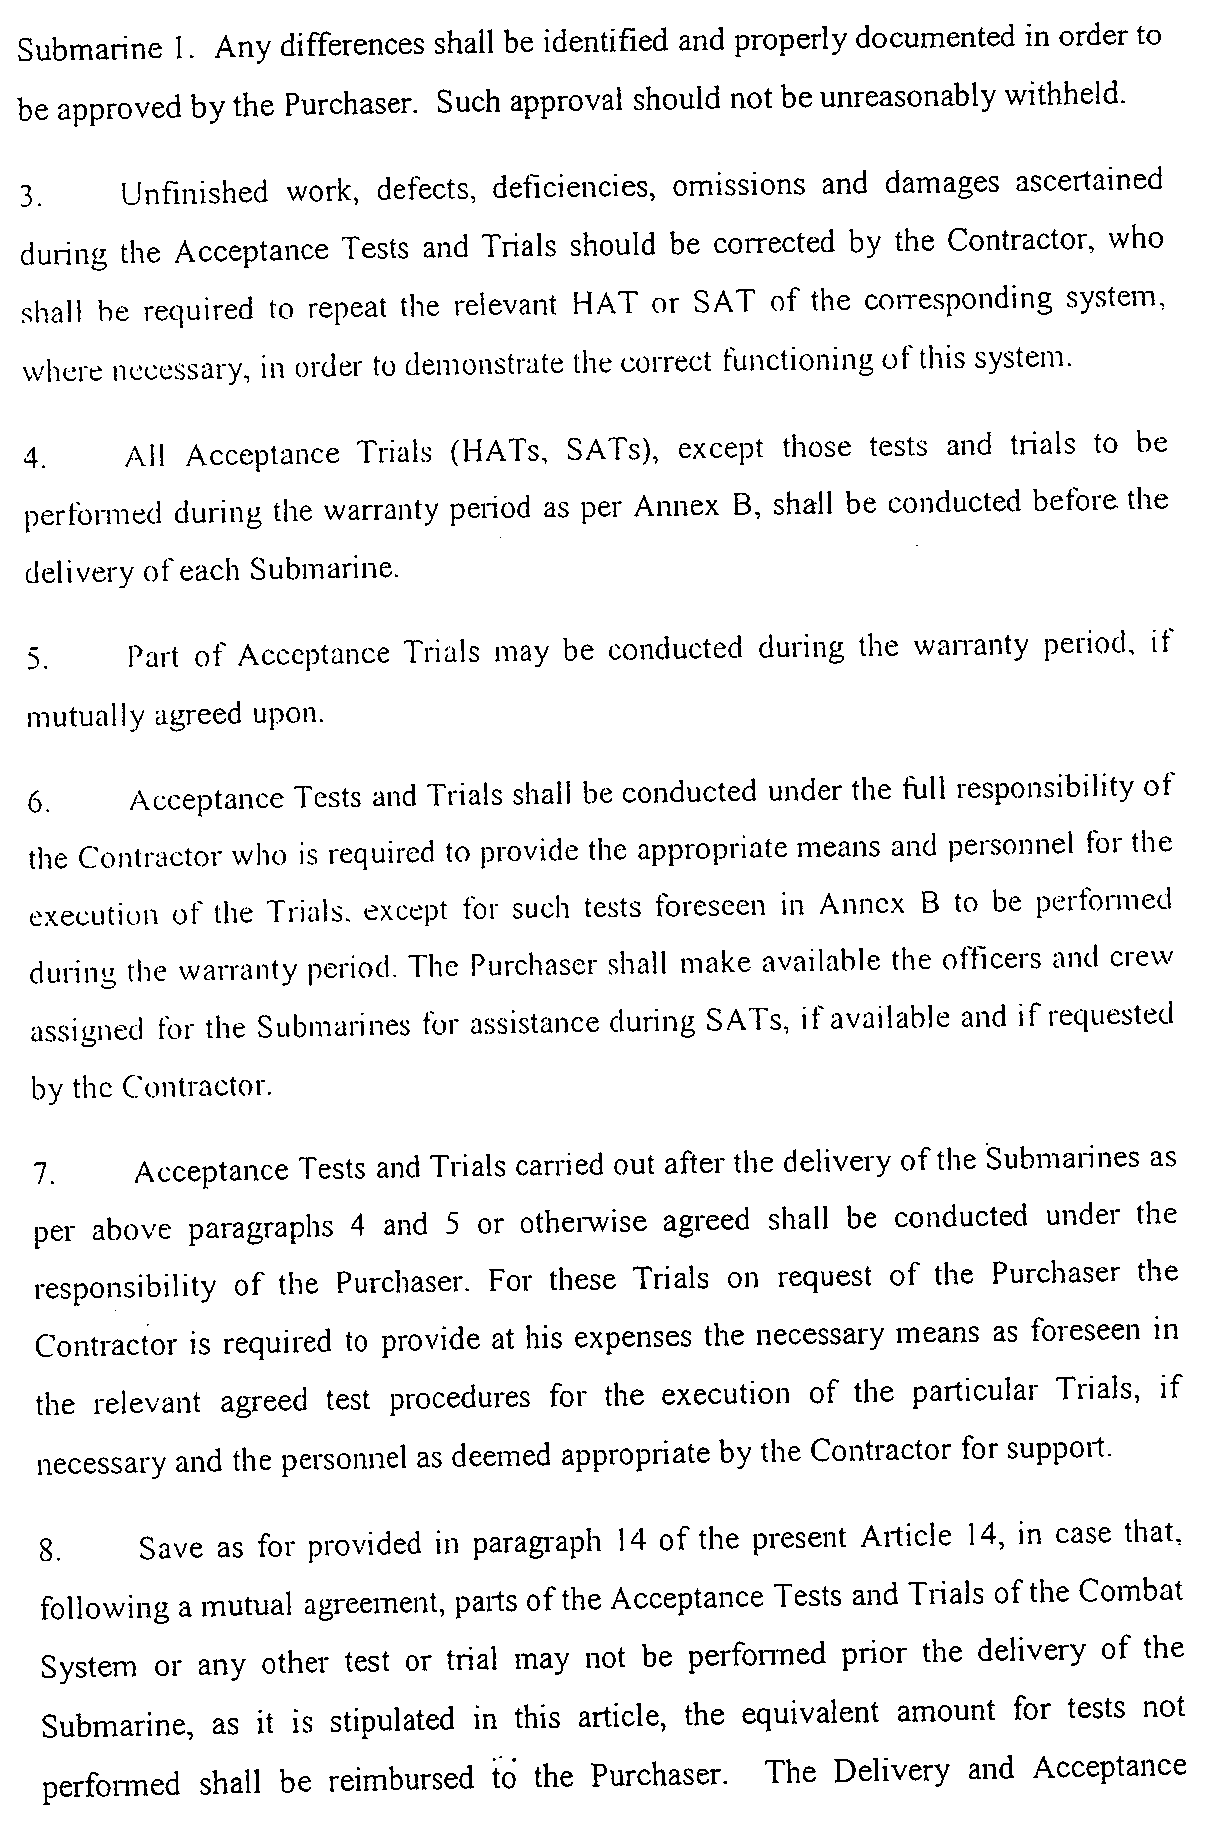 Submarine 1. Any differences shall be identified and properly documented in order to
be approved by the Purchaser. Such approval should not be unreasonably withheld.
3. Unfinished work, defects, deficiencies, omissions and damages ascertained
during the Acceptance Tests and Trials should be corrected by the Contractor, who
shall be required to repeat the relevant HAT or SAT of the corresponding system,
where necessary, in order to demonstrate the correct functioning of this system.
4. All Acceptance Trials (HATs, SATs), except those tests and trials to be
performed during the warranty period as per Annex B, shall be conducted before the
delivery of each Submarine.
5. Part of Acceptance Trials may be conducted during the warranty period, if
mutually agreed upon.
6. Acceptance Tests and Trials shall be conducted under the full responsibility of
the Contractor who is required to provide the appropriate means and personnel for the
execution of the Trials, except for such tests foreseen in Annex B to be performed
during the warranty period. The Purchaser shall make available the officers and crew
assigned for the Submarines for assistance during SATs, if available and if requested
by the Contractor.
7. Acceptance Tests and Trials carried out after the delivery of the Submarines as
per above paragraphs 4 and 5 or otherwise agreed shall be conducted under the
responsibility of the Purchaser. For these Trials on request of the Purchaser the
Contractor is required to provide at his expenses the necessary means as foreseen in
the relevant agreed test procedures for the execution of the particular Trials, if
necessary and the personnel as deemed appropriate by the Contractor for support.
8. Save as for provided in paragraph 14 of the present Article 14, in case that,
following a mutual agreement, parts of the Acceptance Tests and Trials of the Combat
System or any other test or trial may not be performed prior the delivery of the
Submarine, as it is stipulated in this article, the equivalent amount for tests not
performed shall be reimbursed to the Purchaser. The Delivery and Acceptance